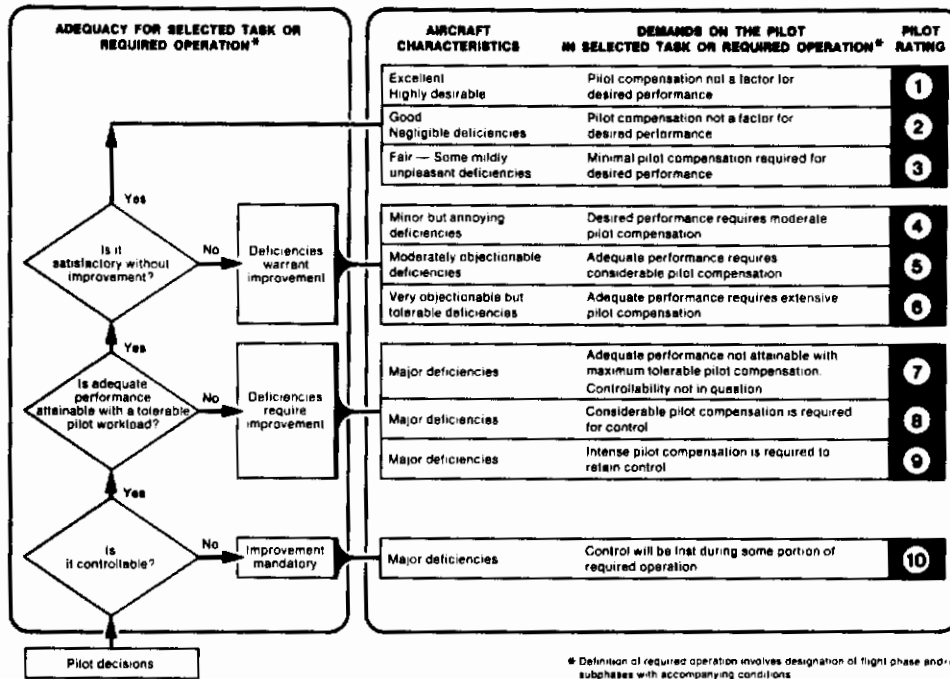 ADEQUACY FOR SELECTED TASK OR
REQUIRED OPERATION*
AIRCRAFT
CHARACTERISTICS
DEMANDS ON THE PILOT
IN SELECTED TASK OR REQUIRED OPERATION*
PILOT
RATING
Excellent
Highly desirable
Pilot compensation not a factor for
desired performance
1
Good
Negligible deficiencies
Pilot compensation not a factor for
desired performance
2
Fair — Some mildly
unpleasant deficiencies
Minimal pilot compensation required for
desired performance
3
Yes
Is it
satisfactory without
improvement?
No
Deficiencies
warrant
improvement
Minor but annoying
deficiencies
Desired performance requires moderate
pilot compensation
4
Moderately objectionable
deficiencies
Adequate performance requires
considerable pilot compensation
5
Very objectionable but
tolerable deficiencies
Adequate performance requires extensive
pilot compensation
6
Yes
Is adequate
performance
attainable with a tolerable
pilot workload?
No
Deficiencies
require
improvement
Major deficiencies
Adequate performance not attainable with
maximum tolerable pilot compensation.
Controllability not in question
7
Major deficiencies
Considerable pilot compensation is required
for control
8
Major deficiencies
Intense pilot compensation is required to
retain control
9
Yes
Is
it controllable?
No
Improvement
mandatory
Major deficiencies
Control will be lost during some portion of
required operation
10
Pilot decisions
* Definition of required operation involves designation of flight phase and/
subphases with accompanying conditions